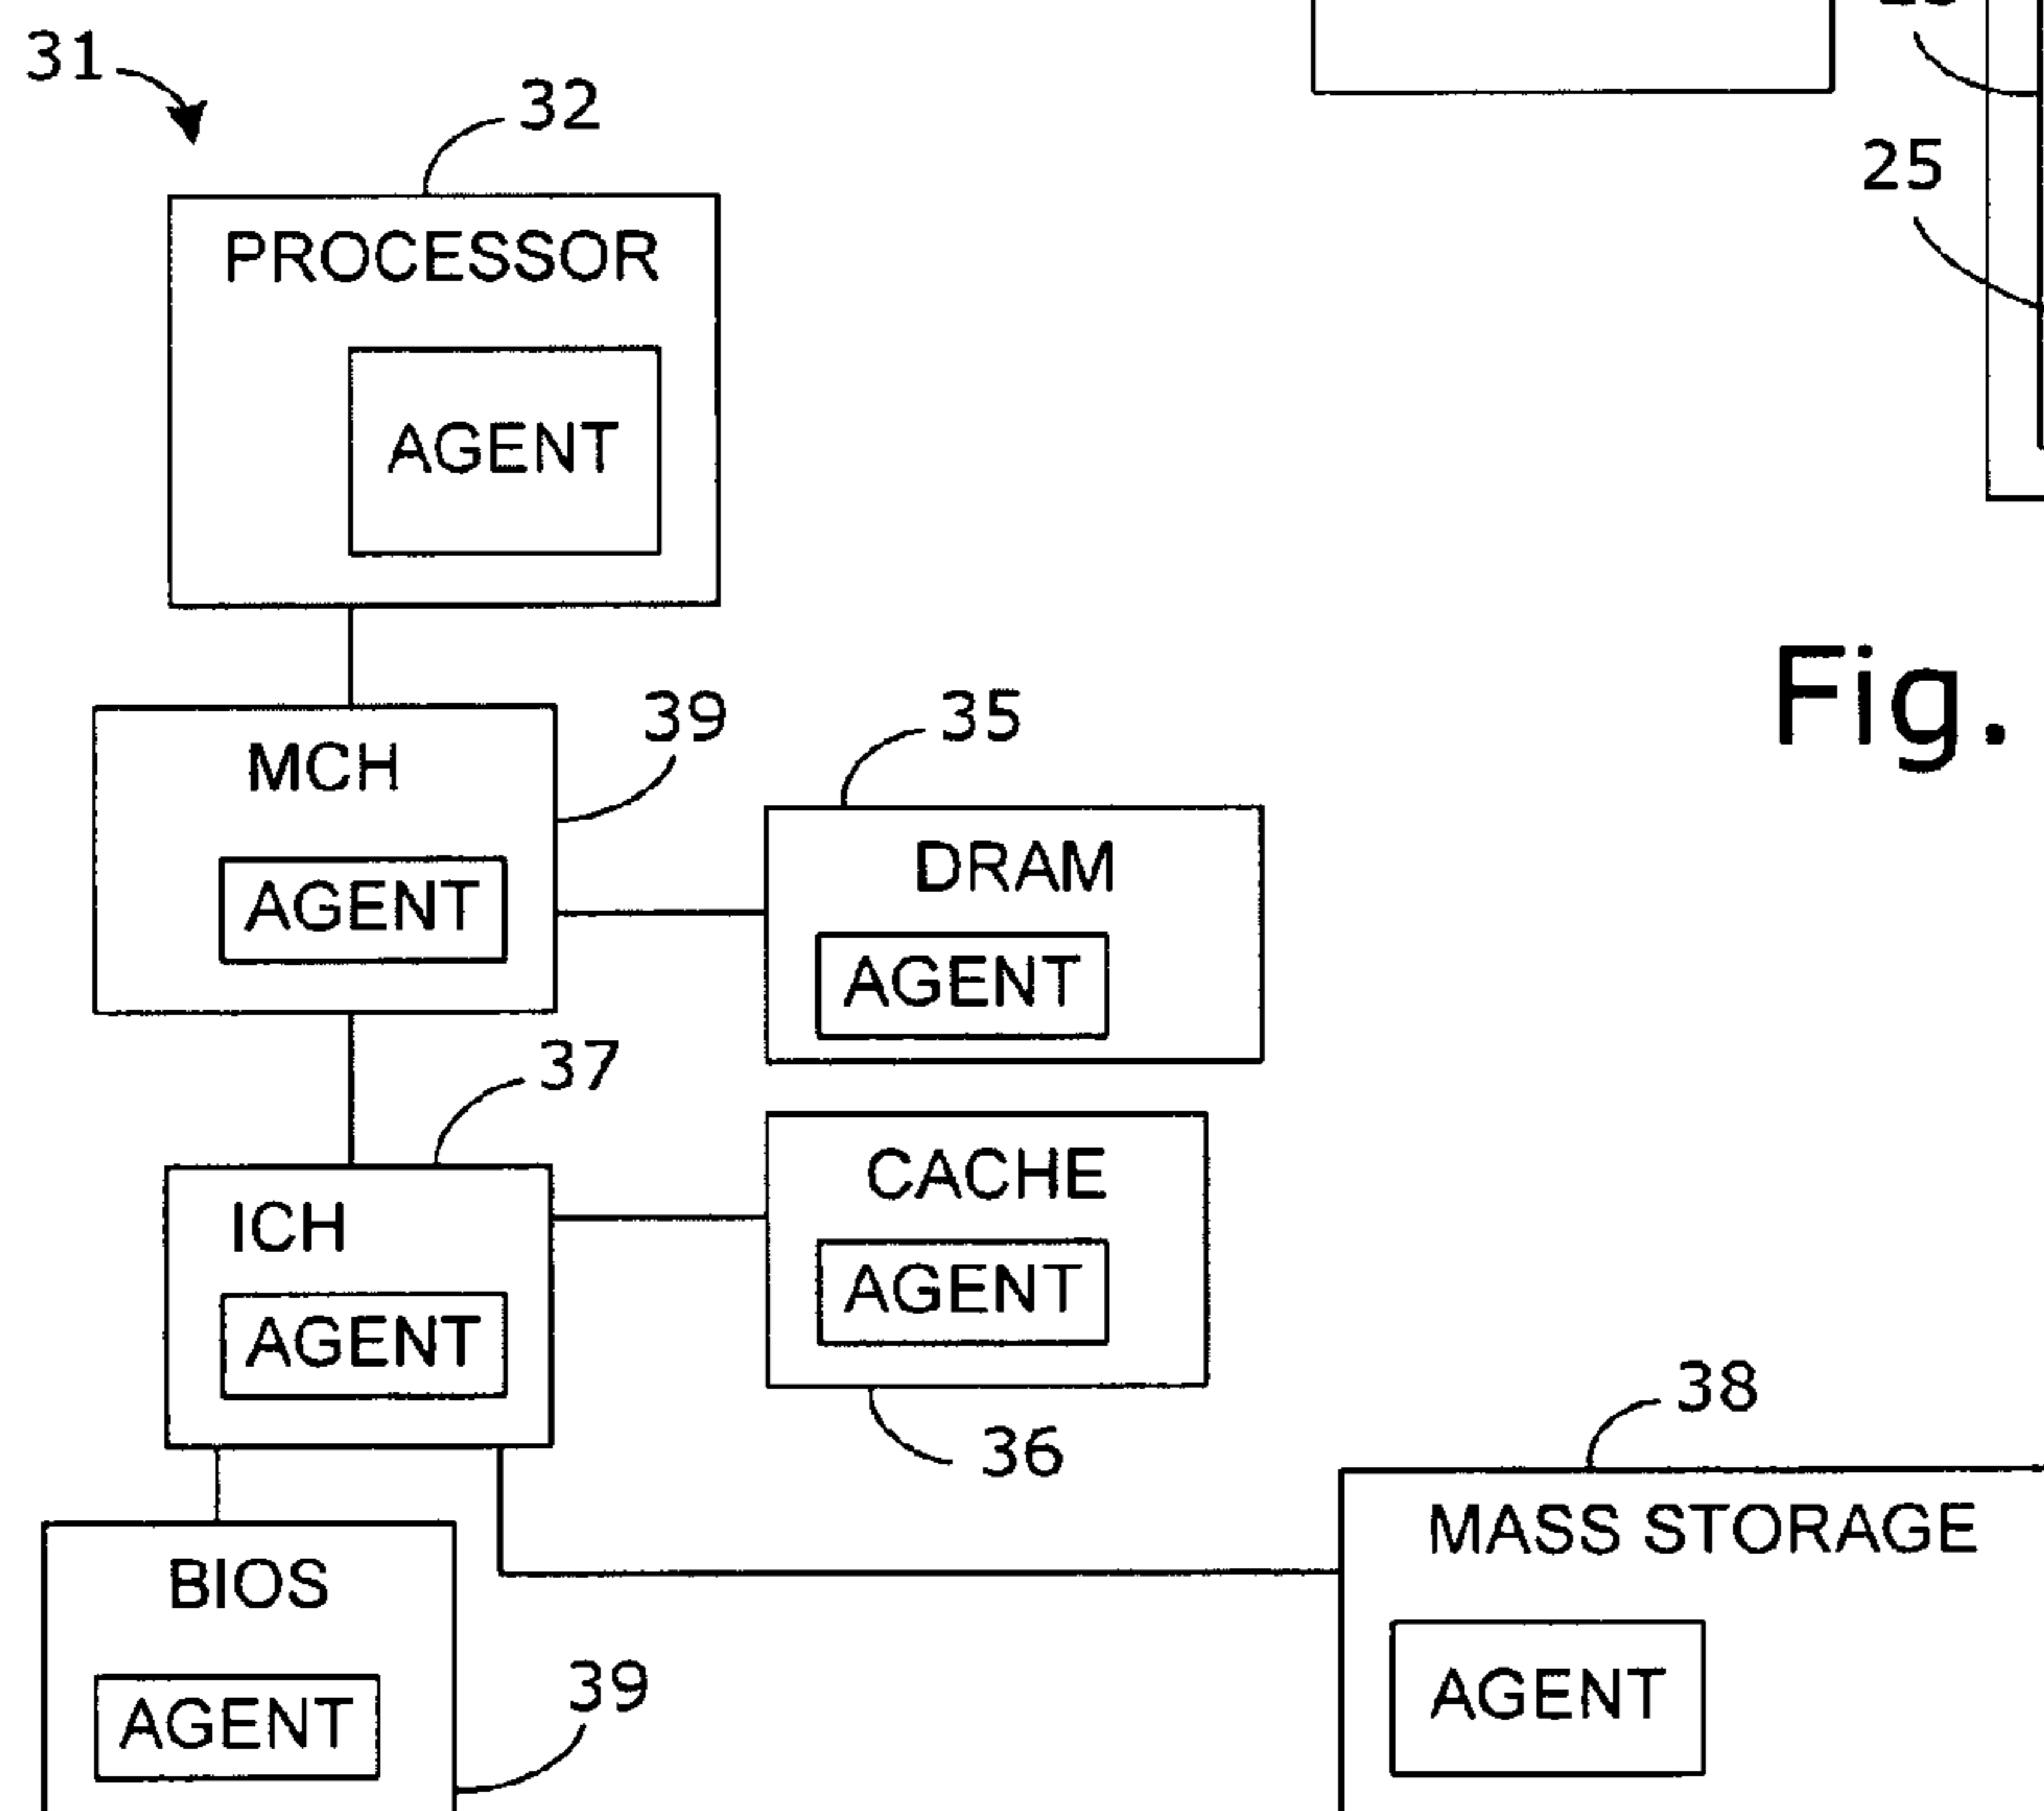 31
32
25
PROCESSOR
AGENT
Fig.
39
35
MCH
DRAM
AGENT
AGENT
37
CACHE
ICH
AGENT
AGENT
38
36
MASS STORAGE
BIOS
39
AGENT
AGENT